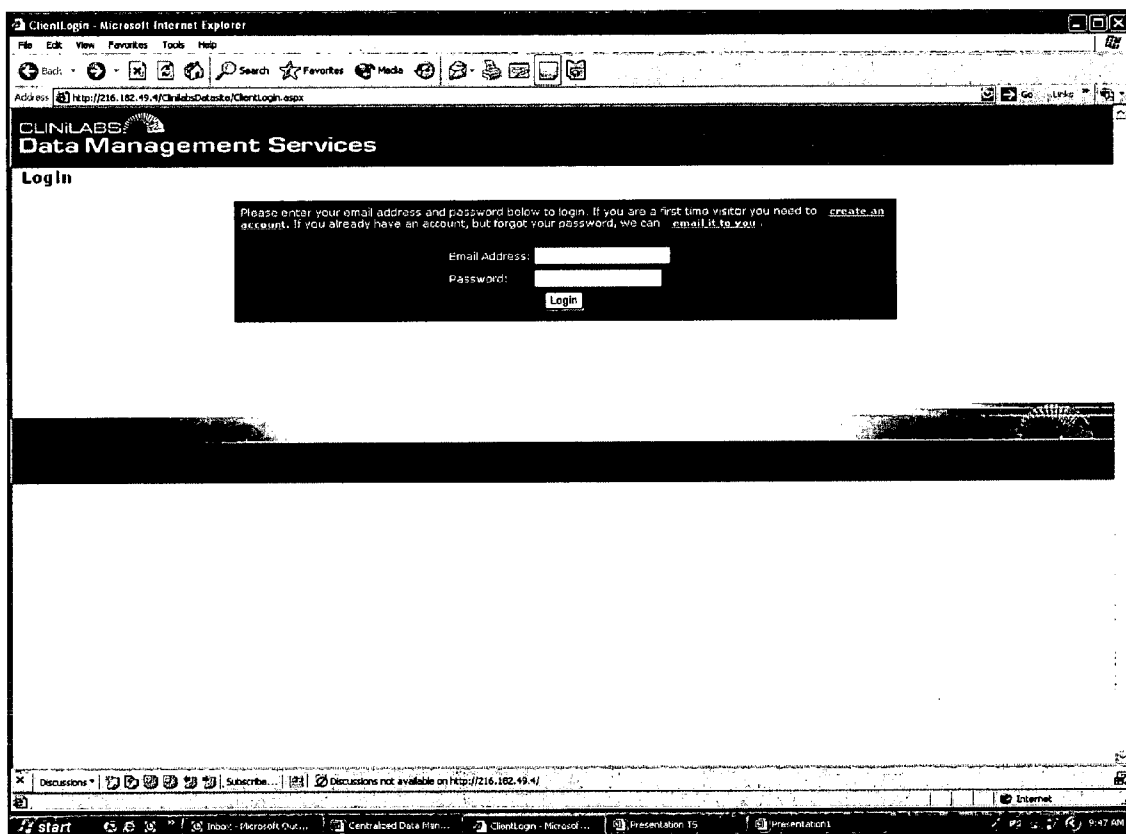 ClientLogin - Microsoft Internet Explorer
File Edit View Favorites Tools Help
Back Search Favorites Media
Address http://216.182.49.4/ClinilabsDatasite/ClientLogin.aspx Go Links »
CLINILABS
Data Management Services
Login
Please enter your email address and password below to login. If you are a first time visitor you need to create an
account. If you already have an account, but forgot your password, we can email it to you .
Email Address:
Password:
Login
Discussions Subscribe... Discussions not available on http://216.182.49.4/
Internet
start » Inbox - Microsoft Out... Centralized Data Man... ClientLogin - Microsof... Presentation 15 Presentation1 9:47 AM